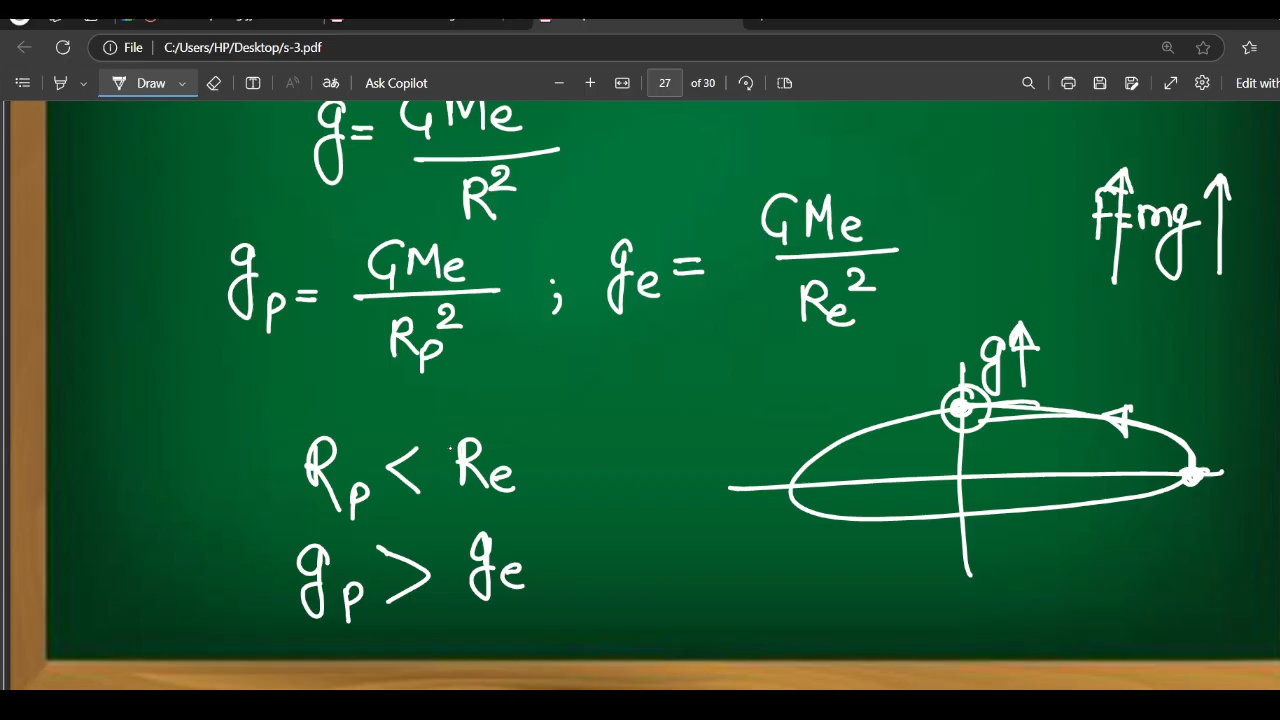 File | C:/Users/HP/Desktop/s-3.pdf
Draw Ask Copilot 27 of 30 Edit with
g = GMe / R²
gp = GMe / Rp² ; ge = GMe / Re²
F=mg ↑
g↑
Rp < Re
gp > ge